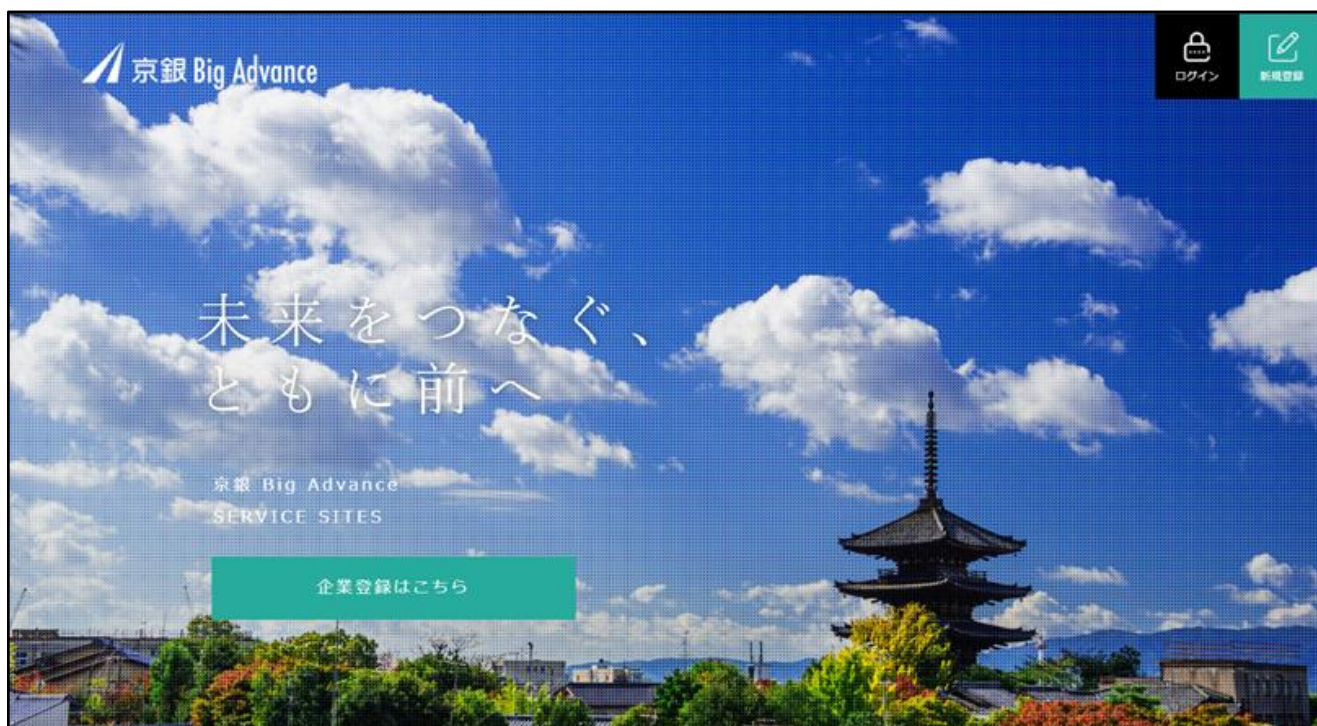 京銀 Big Advance
ログイン
新規登録
未来をつなぐ、
ともに前へ
京銀 Big Advance
SERVICE SITES
企業登録はこちら